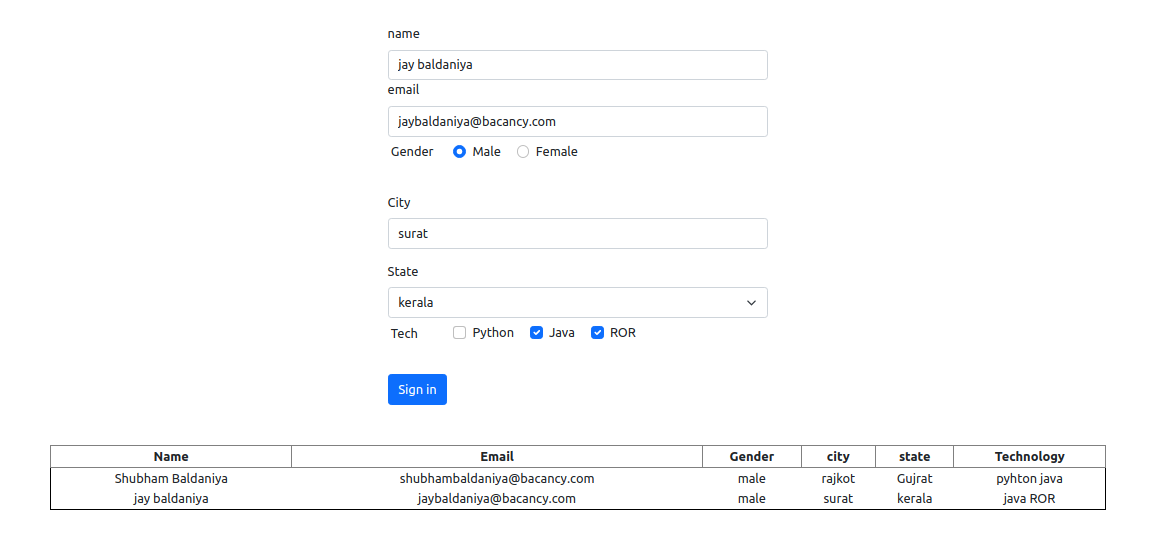 name
jay baldaniya
email
jaybaldaniya@bacancy.com
Gender Male Female
City
surat
State
kerala
Tech Python Java ROR
Sign in
Name Email Gender city state Technology
Shubham Baldaniya shubhambaldaniya@bacancy.com male rajkot Gujrat pyhton java
jay baldaniya jaybaldaniya@bacancy.com male surat kerala java ROR